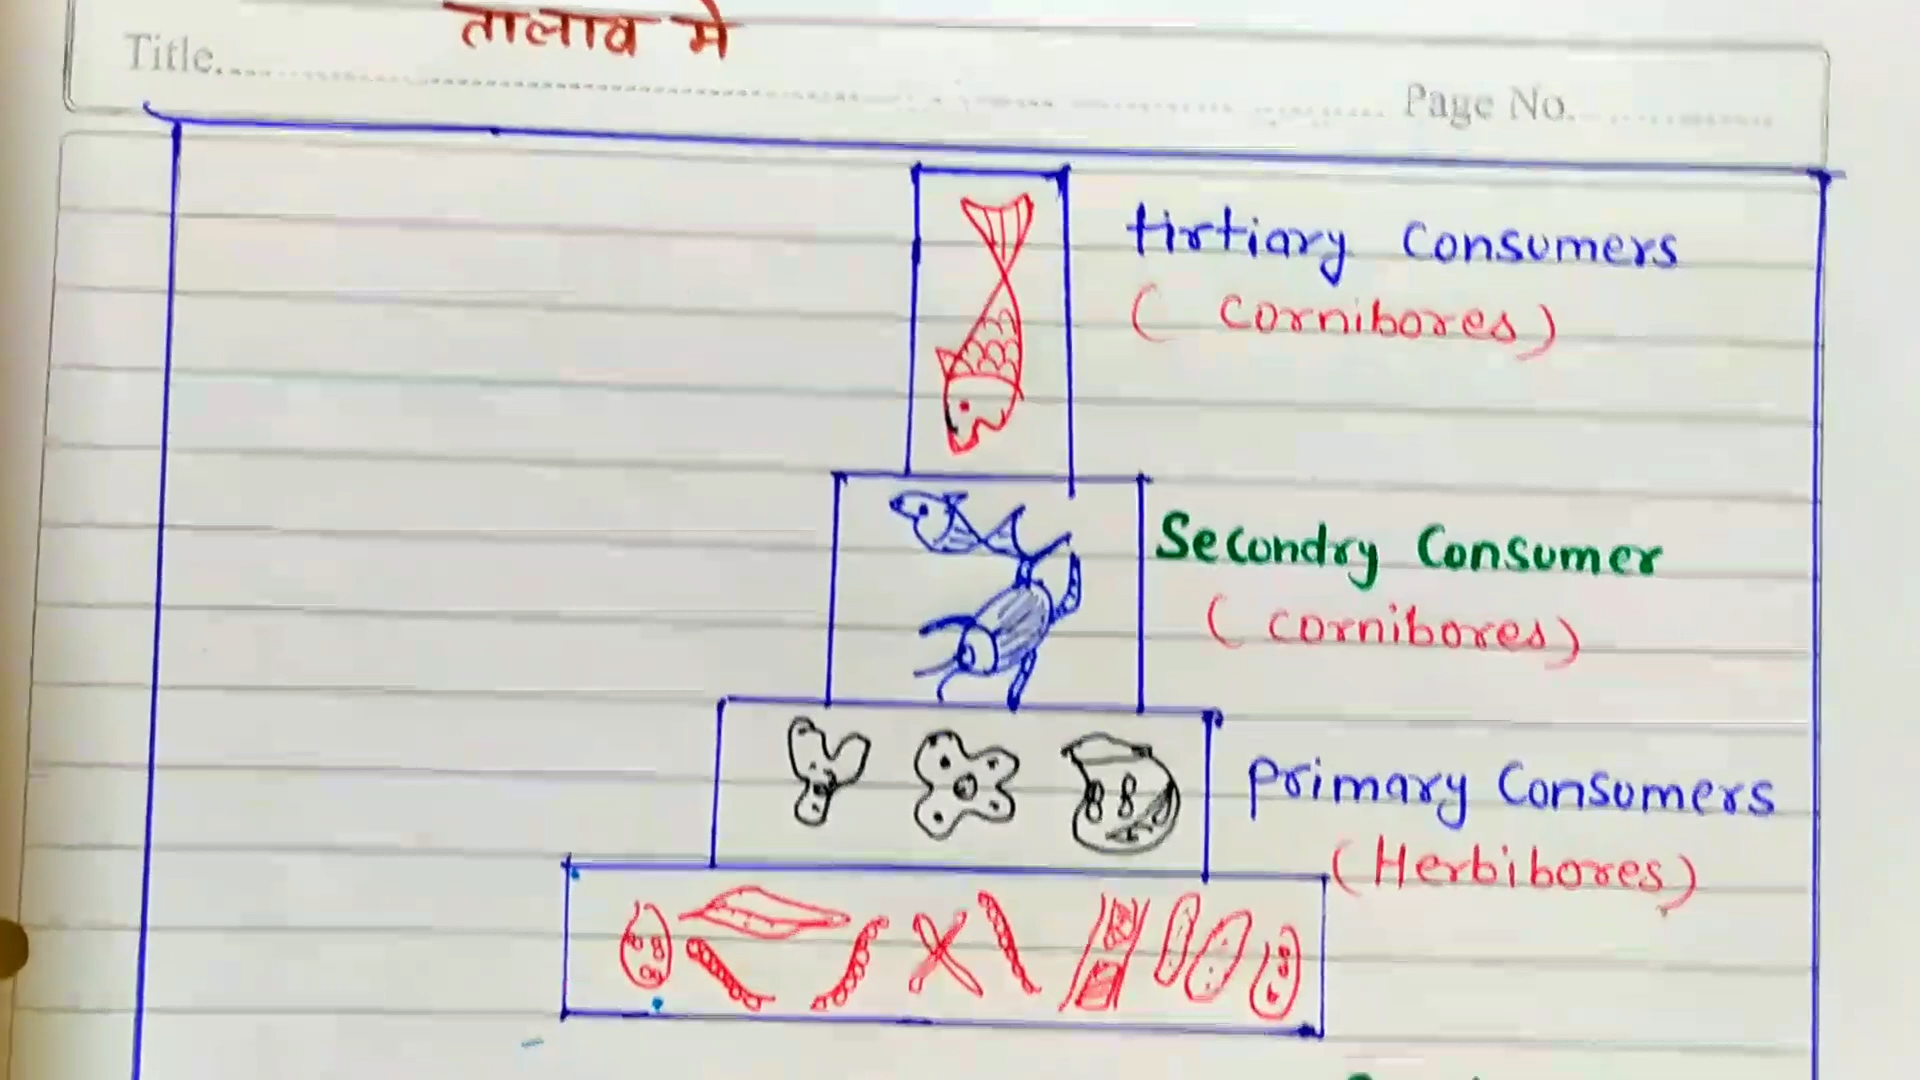 तालाब मे
Title.
Page No.
tirtiary Consumers
( Cornibores)
Secondry Consumer
( Cornibores)
Primary Consumers
(Herbibores)